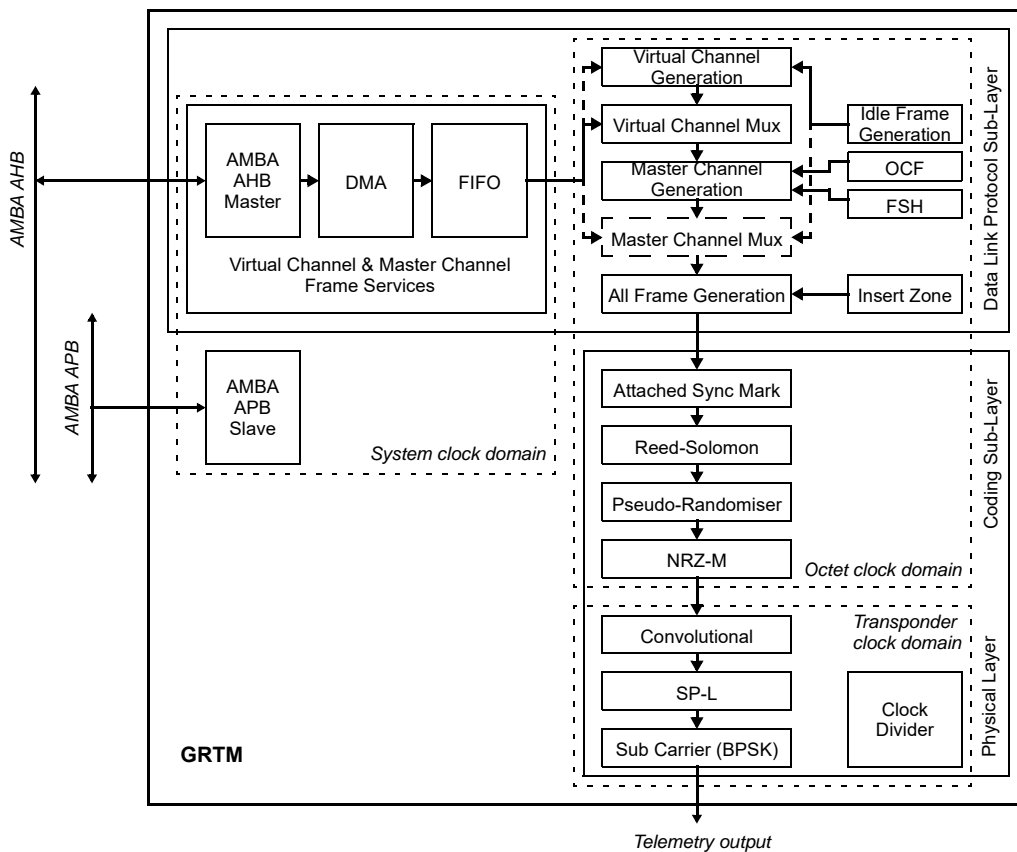 AMBA AHB
AMBA APB
AMBA
AHB
Master
DMA
FIFO
Virtual Channel & Master Channel
Frame Services
AMBA
APB
Slave
System clock domain
Virtual Channel
Generation
Virtual Channel Mux
Master Channel
Generation
Master Channel Mux
All Frame Generation
Idle Frame
Generation
OCF
FSH
Insert Zone
Data Link Protocol Sub-Layer
Attached Sync Mark
Reed-Solomon
Pseudo-Randomiser
NRZ-M
Octet clock domain
Coding Sub-Layer
Convolutional
SP-L
Sub Carrier (BPSK)
Transponder
clock domain
Clock
Divider
Physical Layer
GRTM
Telemetry output